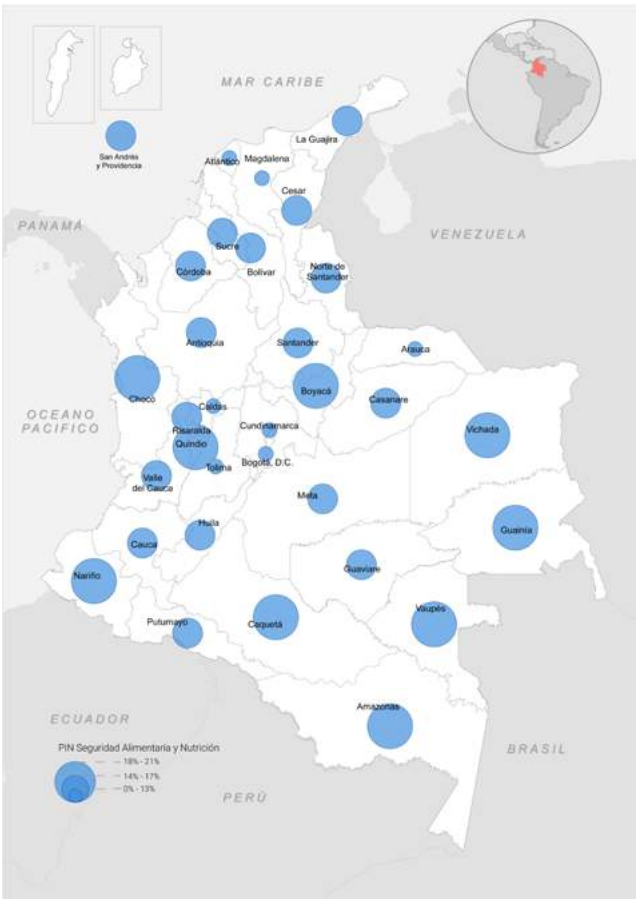 MAR CARIBE
San Andrés
y Providencia
La Guajira
Atlántico
Magdalena
Cesar
PANAMÁ
VENEZUELA
Sucre
Bolívar
Córdoba
Norte de
Santander
Antioquia
Santander
Arauca
Chocó
Boyacá
Casanare
OCEANO
PACIFICO
Caldas
Risaralda
Cundinamarca
Vichada
Quindío
Tolima
Bogotá, D.C.
Valle
del Cauca
Meta
Huila
Cauca
Guainía
Guaviare
Nariño
Putumayo
Caquetá
Vaupés
Amazonas
ECUADOR
BRASIL
PERÚ
PIN Seguridad Alimentaria y Nutrición
18% - 21%
14% - 17%
0% - 13%